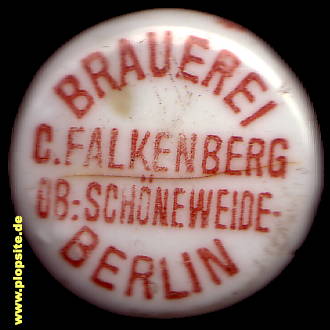 BRAUEREI
C. FALKENBERG
OB:-SCHÖNEWEIDE-
BERLiN
© www.plopsite.de